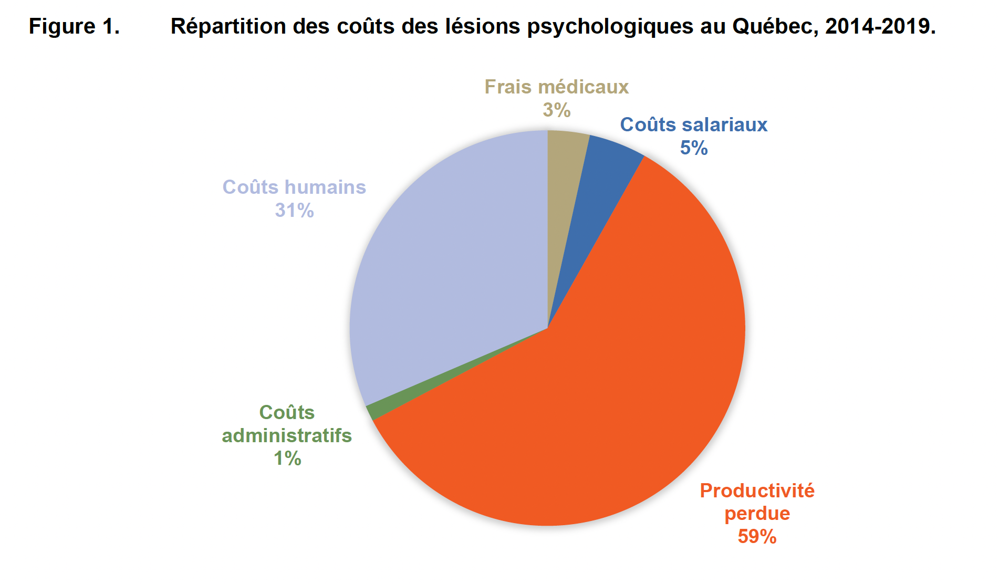 Figure 1. Répartition des coûts des lésions psychologiques au Québec, 2014-2019.
Frais médicaux
3%
Coûts salariaux
5%
Coûts humains
31%
Coûts
administratifs
1%
Productivité
perdue
59%